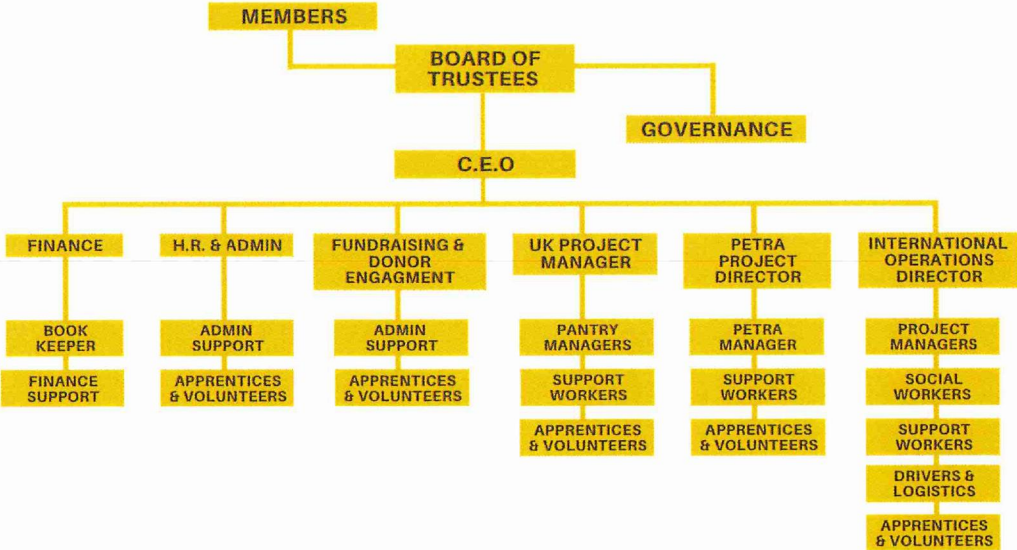 MEMBERS
BOARD OF
TRUSTEES
GOVERNANCE
C.E.O
FINANCE
BOOK
KEEPER
FINANCE
SUPPORT
H.R. & ADMIN
ADMIN
SUPPORT
APPRENTICES
& VOLUNTEERS
FUNDRAISING &
DONOR
ENGAGMENT
ADMIN
SUPPORT
APPRENTICES
& VOLUNTEERS
UK PROJECT
MANAGER
PANTRY
MANAGERS
SUPPORT
WORKERS
APPRENTICES
& VOLUNTEERS
PETRA
PROJECT
DIRECTOR
PETRA
MANAGER
SUPPORT
WORKERS
APPRENTICES
& VOLUNTEERS
INTERNATIONAL
OPERATIONS
DIRECTOR
PROJECT
MANAGERS
SOCIAL
WORKERS
SUPPORT
WORKERS
DRIVERS &
LOGISTICS
APPRENTICES
& VOLUNTEERS